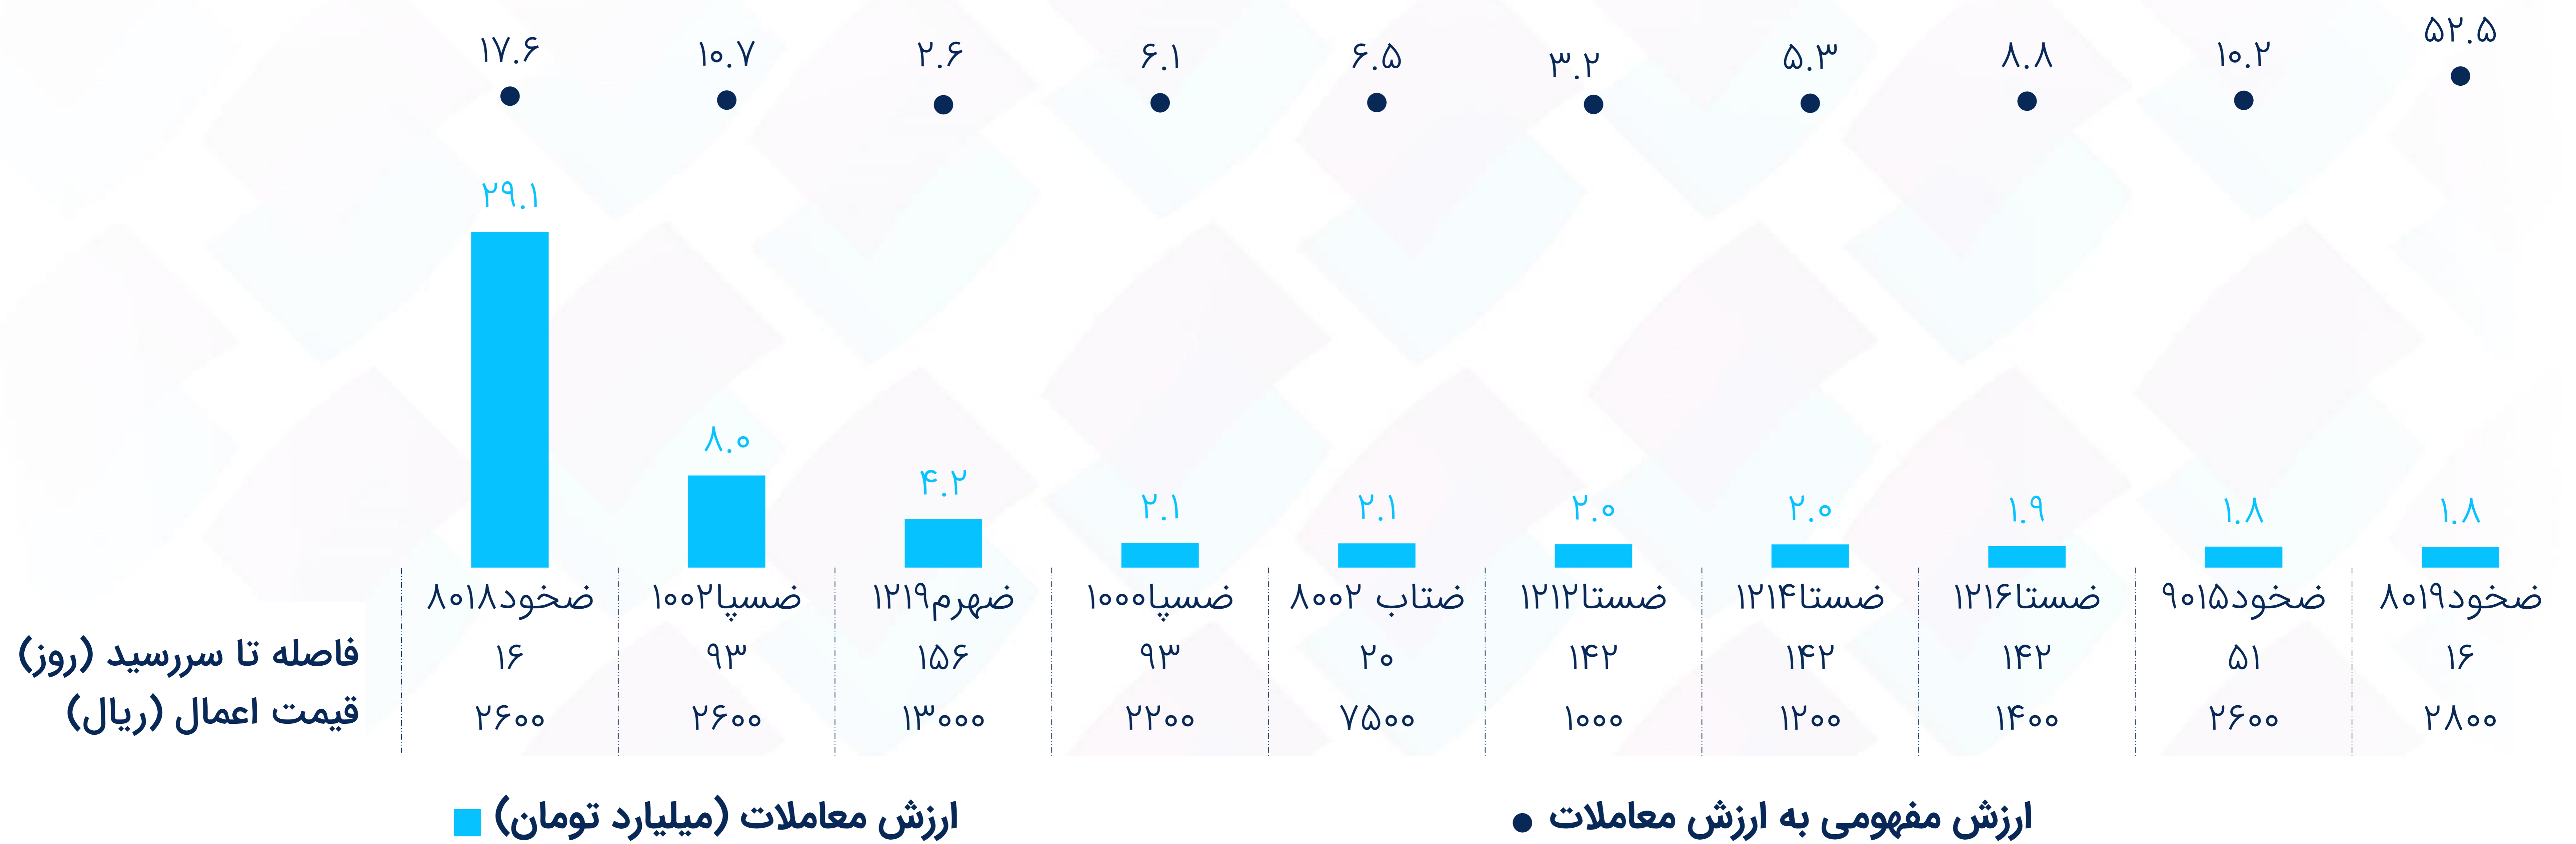 ۱۷.۶ ۱۰.۷ ۲.۶ ۶.۱ ۶.۵ ۳.۲ ۵.۳ ۸.۸ ۱۰.۲ ۵۲.۵
۲۹.۱ ۸.۰ ۴.۲ ۲.۱ ۲.۱ ۲.۰ ۲.۰ ۱.۹ ۱.۸ ۱.۸
ضخود۸۰۱۸ ضسپا۱۰۰۲ ضهرم۱۲۱۹ ضسپا۱۰۰۰ ضتاب ۸۰۰۲ ضستا۱۲۱۲ ضستا۱۲۱۴ ضستا۱۲۱۶ ضخود۹۰۱۵ ضخود۸۰۱۹
فاصله تا سررسید (روز) ۱۶ ۹۳ ۱۵۶ ۹۳ ۲۰ ۱۴۲ ۱۴۲ ۱۴۲ ۵۱ ۱۶
قیمت اعمال (ریال) ۲۶۰۰ ۲۶۰۰ ۱۳۰۰۰ ۲۲۰۰ ۷۵۰۰ ۱۰۰۰ ۱۲۰۰ ۱۴۰۰ ۲۶۰۰ ۲۸۰۰
ارزش معاملات (میلیارد تومان)
ارزش مفهومی به ارزش معاملات